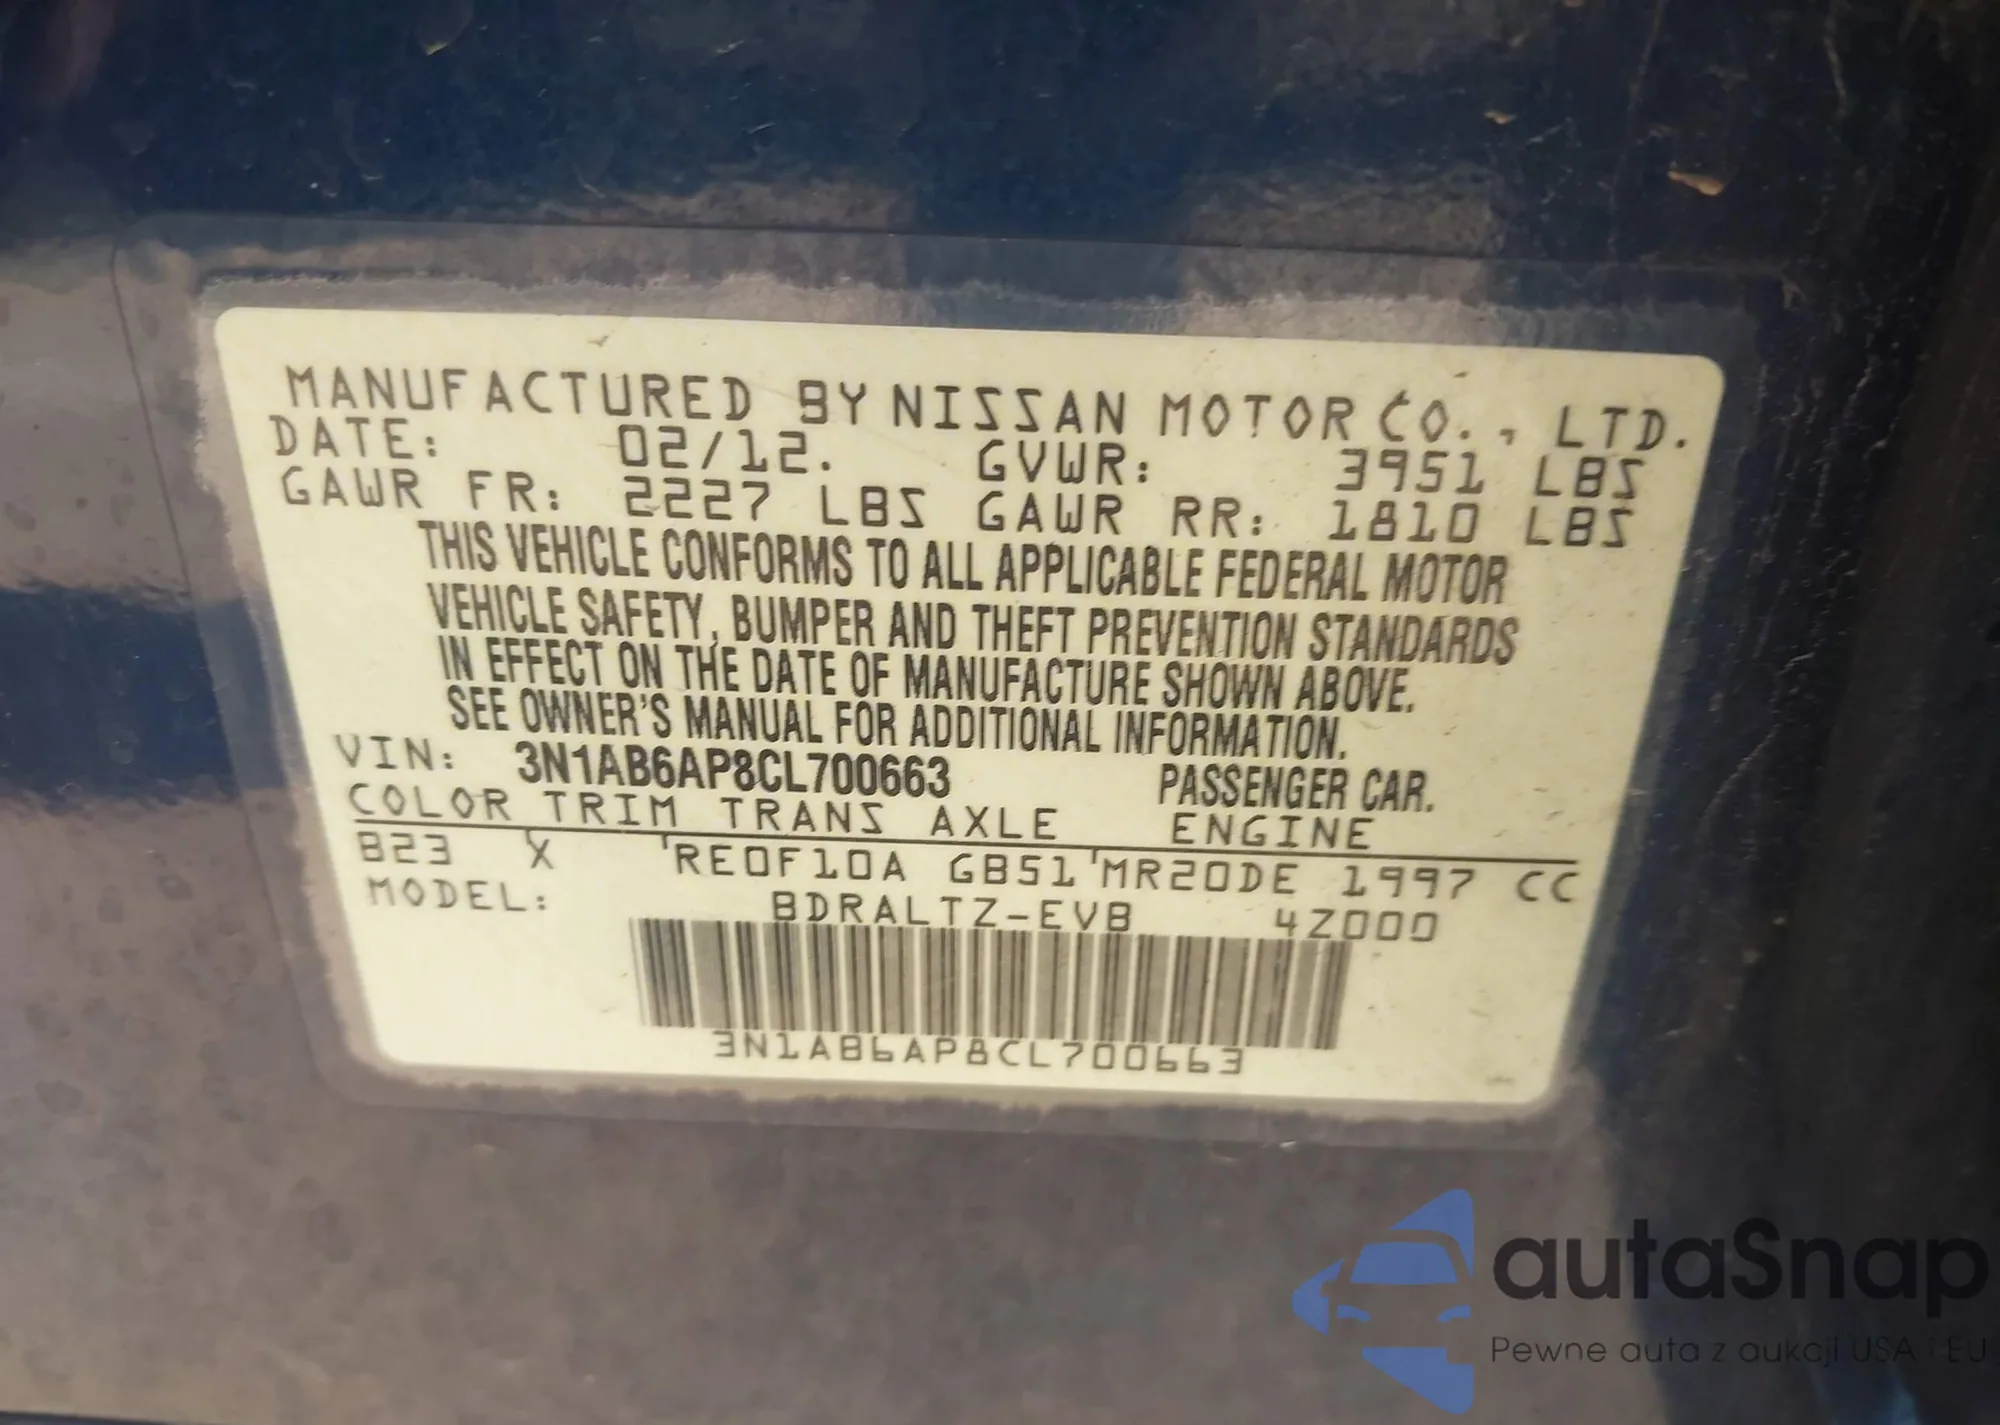 MANUFACTURED BY NISSAN MOTOR CO., LTD.
DATE: 02/12. GVWR: 3951 LBS
GAWR FR: 2227 LBS GAWR RR: 1810 LBS
THIS VEHICLE CONFORMS TO ALL APPLICABLE FEDERAL MOTOR
VEHICLE SAFETY, BUMPER AND THEFT PREVENTION STANDARDS
IN EFFECT ON THE DATE OF MANUFACTURE SHOWN ABOVE.
SEE OWNER'S MANUAL FOR ADDITIONAL INFORMATION.
VIN: 3N1AB6AP8CL700663 PASSENGER CAR.
COLOR TRIM TRANS AXLE ENGINE
B23 X RE0F10A GB51 MR20DE 1997 CC
MODEL: BDRALTZ-EVB 4Z000
3N1AB6AP8CL700663
autaSnap
Pewne auta z aukcji USA i EU